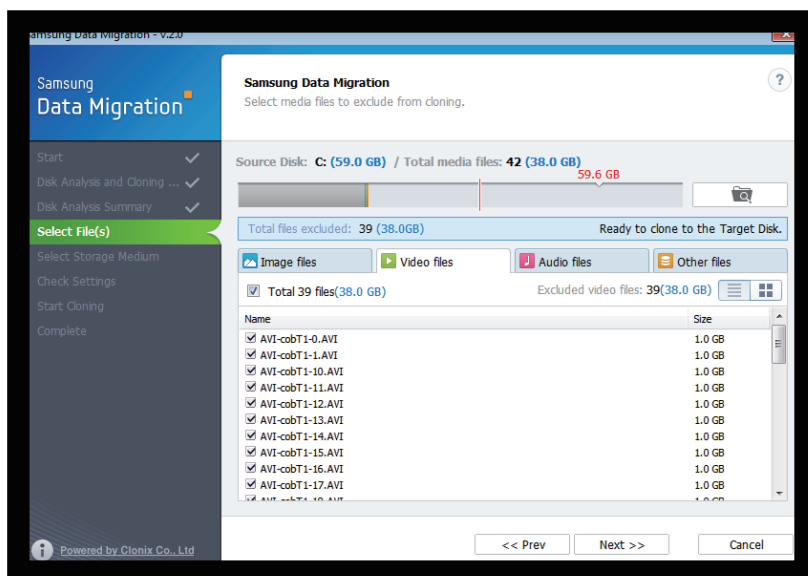 Samsung Data Migration - v.2.0
Samsung
Data Migration
Start
Disk Analysis and Cloning ...
Disk Analysis Summary
Select File(s)
Select Storage Medium
Check Settings
Start Cloning
Complete
Powered by Clonix Co., Ltd
Samsung Data Migration
Select media files to exclude from cloning.
?
Source Disk: C: (59.0 GB) / Total media files: 42 (38.0 GB)
59.6 GB
Total files excluded: 39 (38.0GB) Ready to clone to the Target Disk.
Image files Video files Audio files Other files
Total 39 files(38.0 GB) Excluded video files: 39(38.0 GB)
Name Size
AVI-cobT1-0.AVI 1.0 GB
AVI-cobT1-1.AVI 1.0 GB
AVI-cobT1-10.AVI 1.0 GB
AVI-cobT1-11.AVI 1.0 GB
AVI-cobT1-12.AVI 1.0 GB
AVI-cobT1-13.AVI 1.0 GB
AVI-cobT1-14.AVI 1.0 GB
AVI-cobT1-15.AVI 1.0 GB
AVI-cobT1-16.AVI 1.0 GB
AVI-cobT1-17.AVI 1.0 GB
<< Prev Next >> Cancel